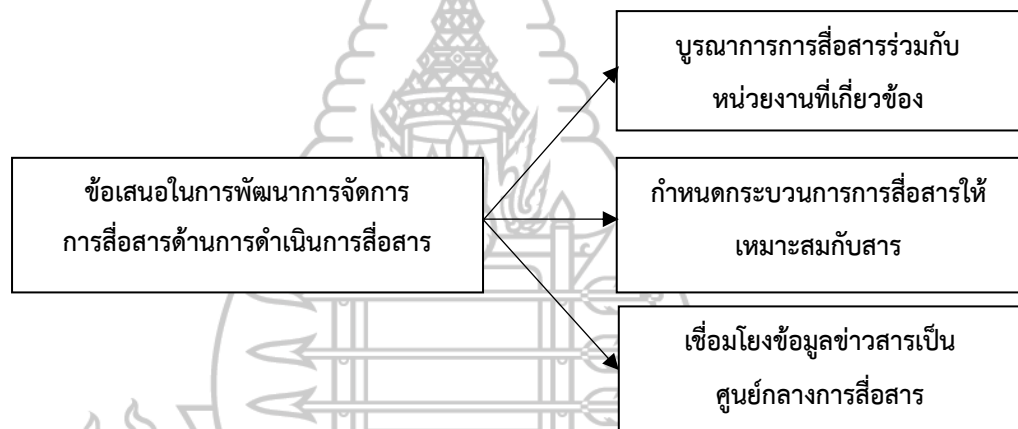 บูรณาการการสื่อสารร่วมกับ
หน่วยงานที่เกี่ยวข้อง
ข้อเสนอในการพัฒนาการจัดการ
การสื่อสารด้านการดำเนินการสื่อสาร
กำหนดกระบวนการการสื่อสารให้
เหมาะสมกับสาร
เชื่อมโยงข้อมูลข่าวสารเป็น
ศูนย์กลางการสื่อสาร